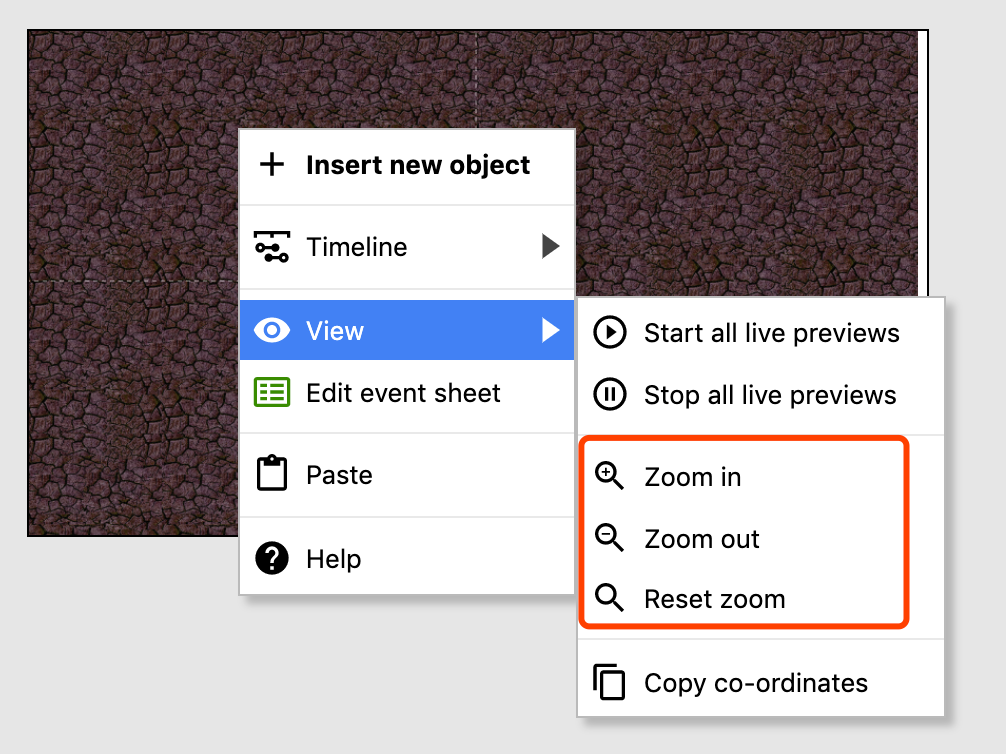 Insert new object
Timeline
View
Edit event sheet
Paste
Help
Start all live previews
Stop all live previews
Zoom in
Zoom out
Reset zoom
Copy co-ordinates